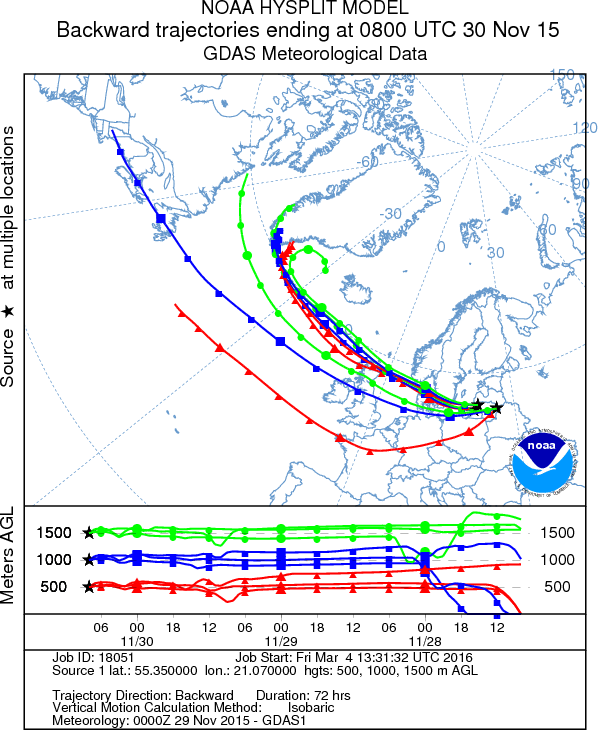 NOAA HYSPLIT MODEL
Backward trajectories ending at 0800 UTC 30 Nov 15
GDAS Meteorological Data
Source ★ at multiple locations
150
120
90
60
-60
-30
0
30
noaa
Meters AGL
1500 1500
1000 1000
500 500
06 00 18 12 06 00 18 12 06 00 18 12
11/30 11/29 11/28
Job ID: 18051 Job Start: Fri Mar 4 13:31:32 UTC 2016
Source 1 lat.: 55.350000 lon.: 21.070000 hgts: 500, 1000, 1500 m AGL
Trajectory Direction: Backward Duration: 72 hrs
Vertical Motion Calculation Method: Isobaric
Meteorology: 0000Z 29 Nov 2015 - GDAS1